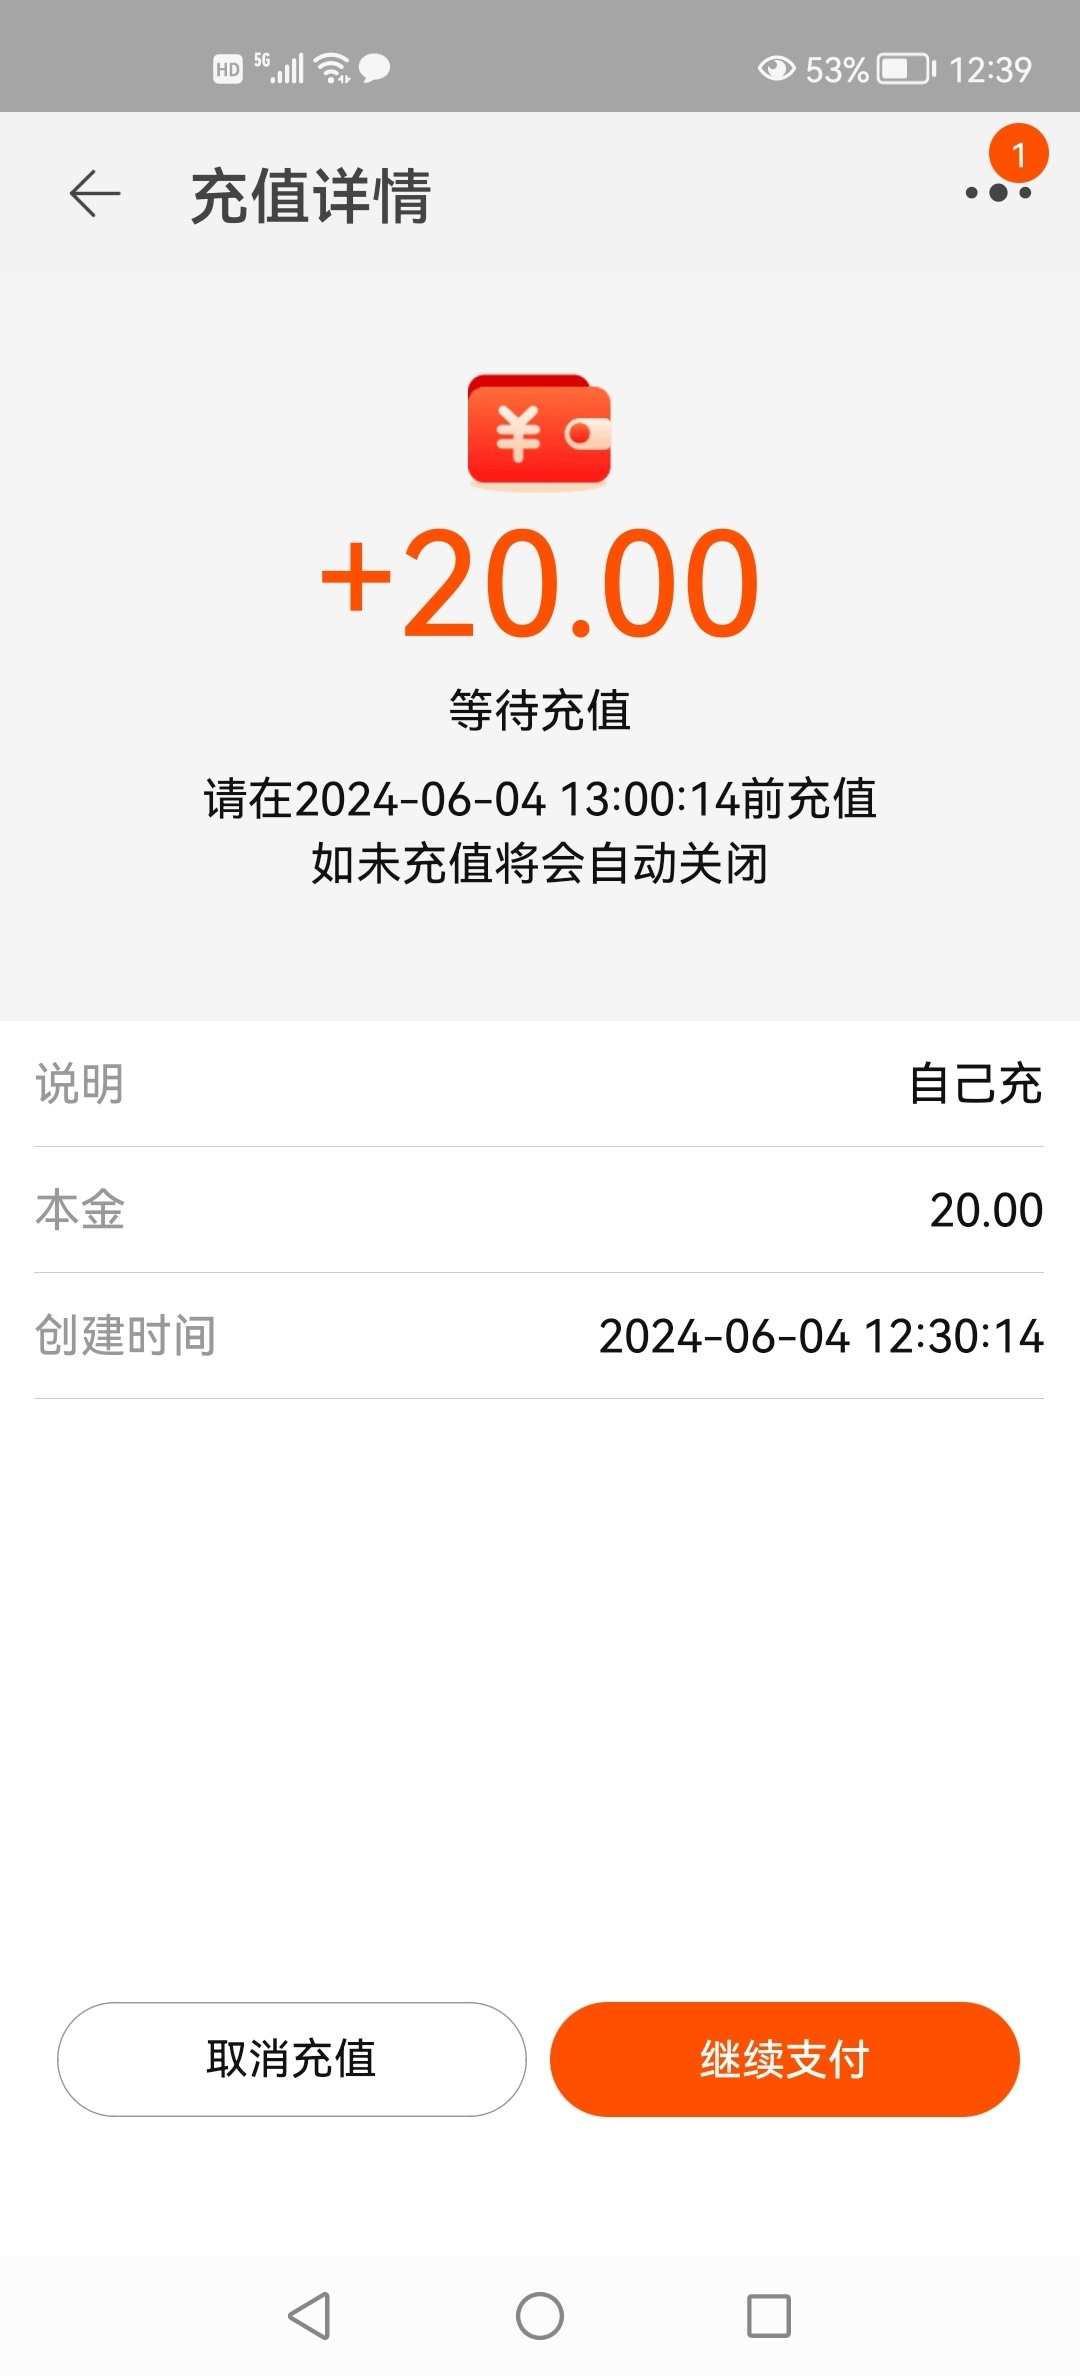 HD 5G 53% 12:39
充值详情
1
¥
+20.00
等待充值
请在2024-06-04 13:00:14前充值
如未充值将会自动关闭
说明 自己充
本金 20.00
创建时间 2024-06-04 12:30:14
取消充值 继续支付